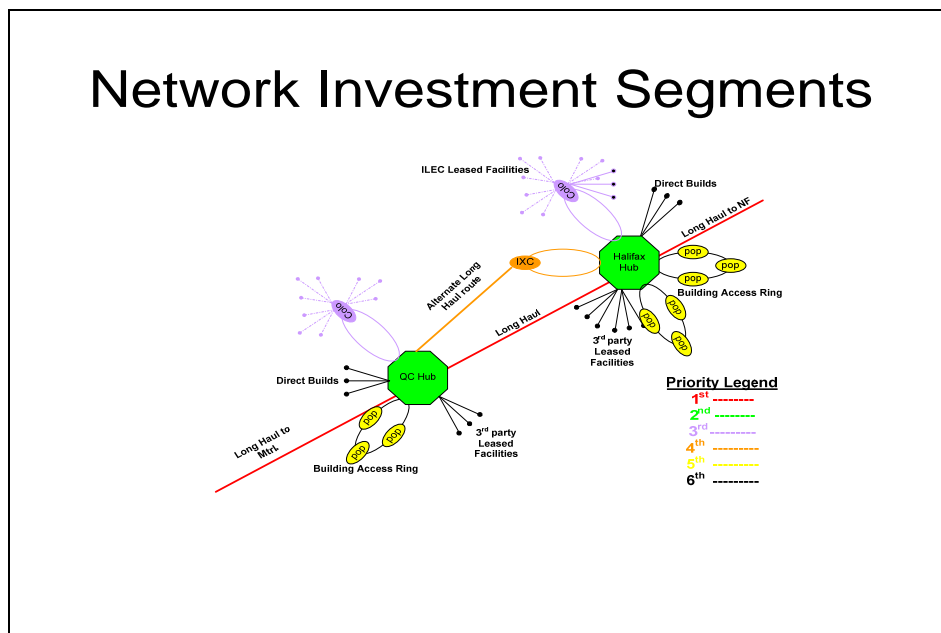 Network Investment Segments
ILEC Leased Facilities
Colo
Direct Builds
Long Haul to NF
IXC
Halifax
Hub
pop
pop
pop
Building Access Ring
pop
pop
pop
Alternate Long
Haul route
Long Haul
3rd party
Leased
Facilities
Colo
QC Hub
Direct Builds
pop
pop
pop
3rd party
Leased
Facilities
Long Haul to
MtrL
Building Access Ring
Priority Legend
1st --------
2nd ---------
3rd ----------
4th ---------
5th ---------
6th ---------